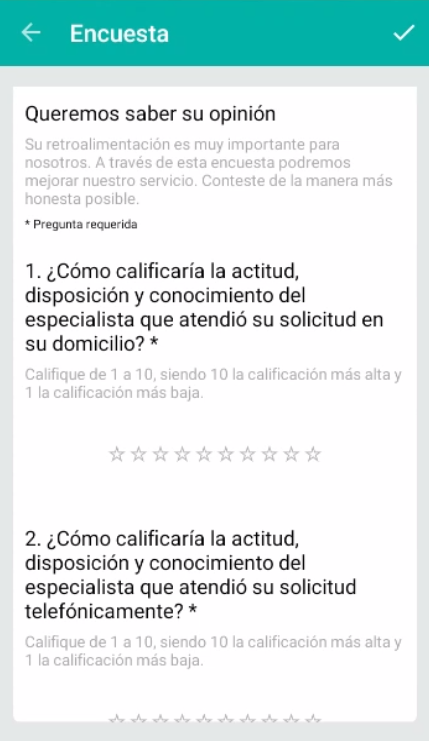 Encuesta
Queremos saber su opinión
Su retroalimentación es muy importante para
nosotros. A través de esta encuesta podremos
mejorar nuestro servicio. Conteste de la manera más
honesta posible.
* Pregunta requerida
1. ¿Cómo calificaría la actitud,
disposición y conocimiento del
especialista que atendió su solicitud en
su domicilio? *
Califique de 1 a 10, siendo 10 la calificación más alta y
1 la calificación más baja.
2. ¿Cómo calificaría la actitud,
disposición y conocimiento del
especialista que atendió su solicitud
telefónicamente? *
Califique de 1 a 10, siendo 10 la calificación más alta y
1 la calificación más baja.